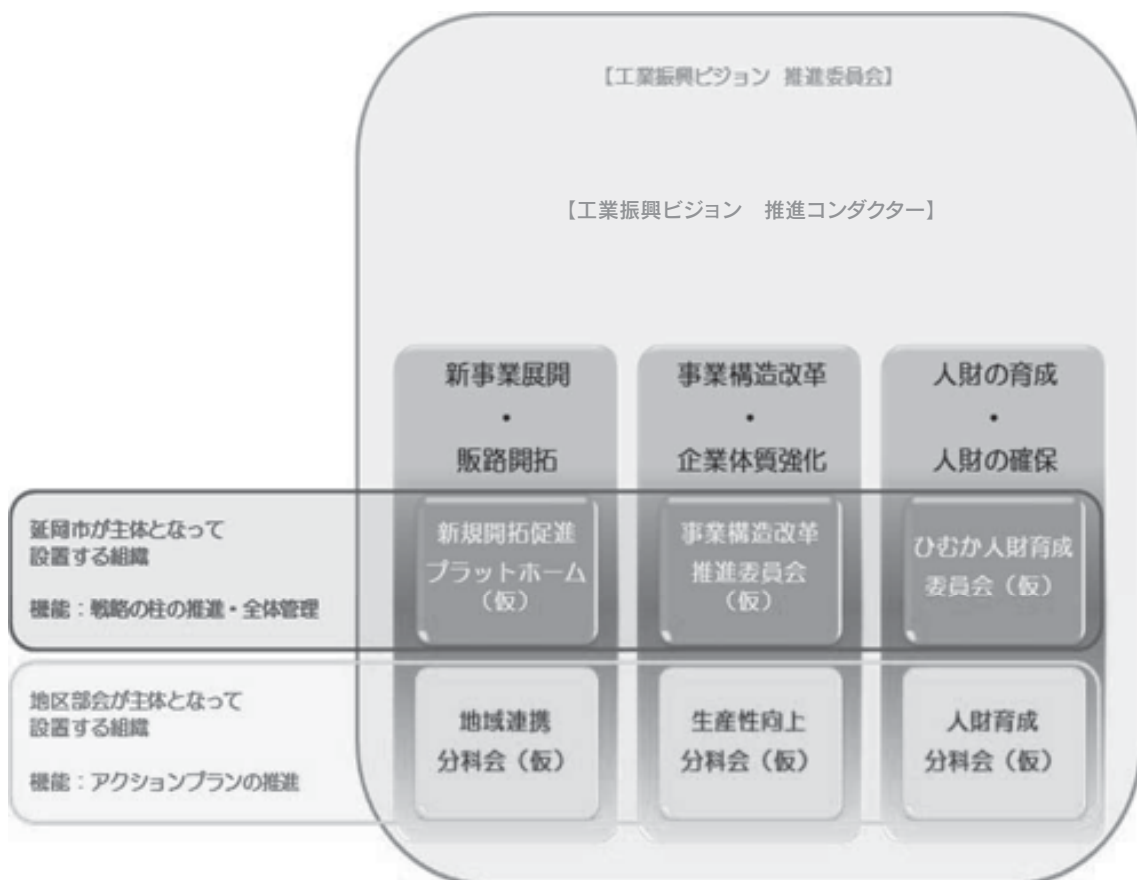 【工業振興ビジョン 推進委員会】
【工業振興ビジョン　推進コンダクター】
新事業展開
・
販路開拓
事業構造改革
・
企業体質強化
人財の育成
・
人財の確保
延岡市が主体となって
設置する組織
機能：戦略の柱の推進・全体管理
新規開拓促進
プラットホーム
（仮）
事業構造改革
推進委員会
（仮）
ひむか人財育成
委員会（仮）
地区部会が主体となって
設置する組織
機能：アクションプランの推進
地域連携
分科会（仮）
生産性向上
分科会（仮）
人財育成
分科会（仮）